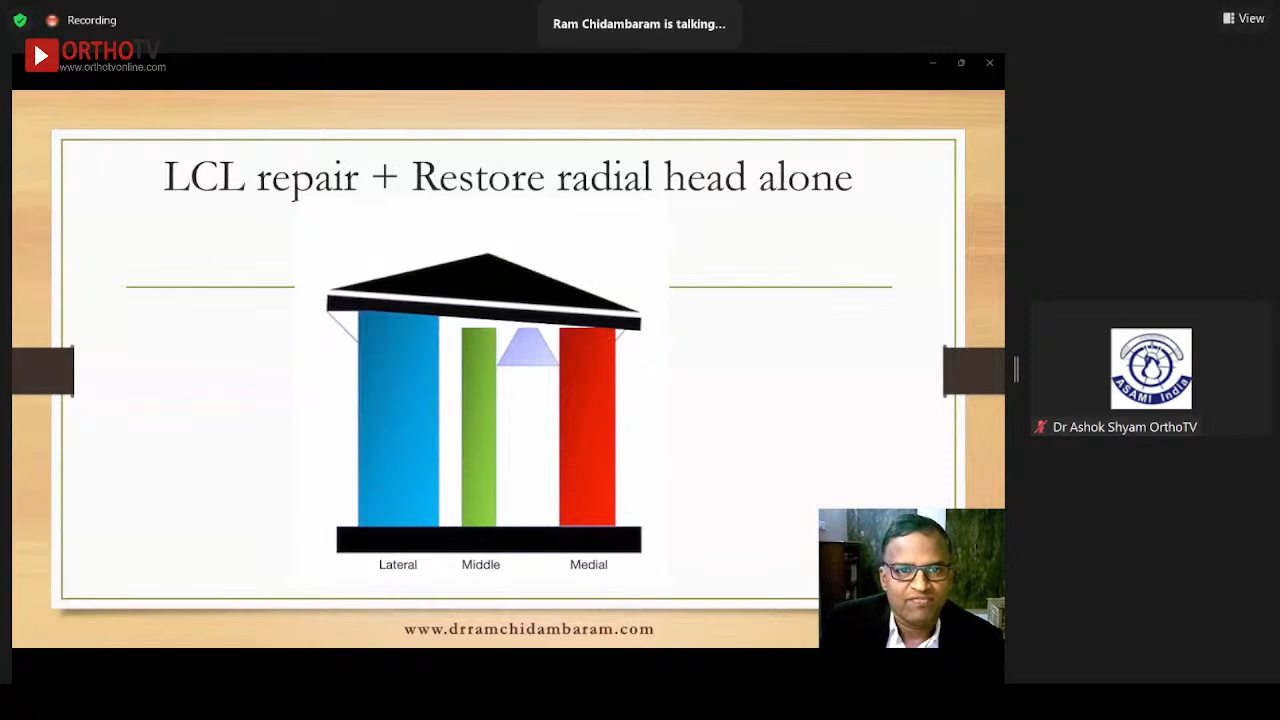 Recording
Ram Chidambaram is talking...
View
ORTHOTV
www.orthotvonline.com
LCL repair + Restore radial head alone
Lateral Middle Medial
www.drramchidambaram.com
ASAMI India
Dr Ashok Shyam OrthoTV